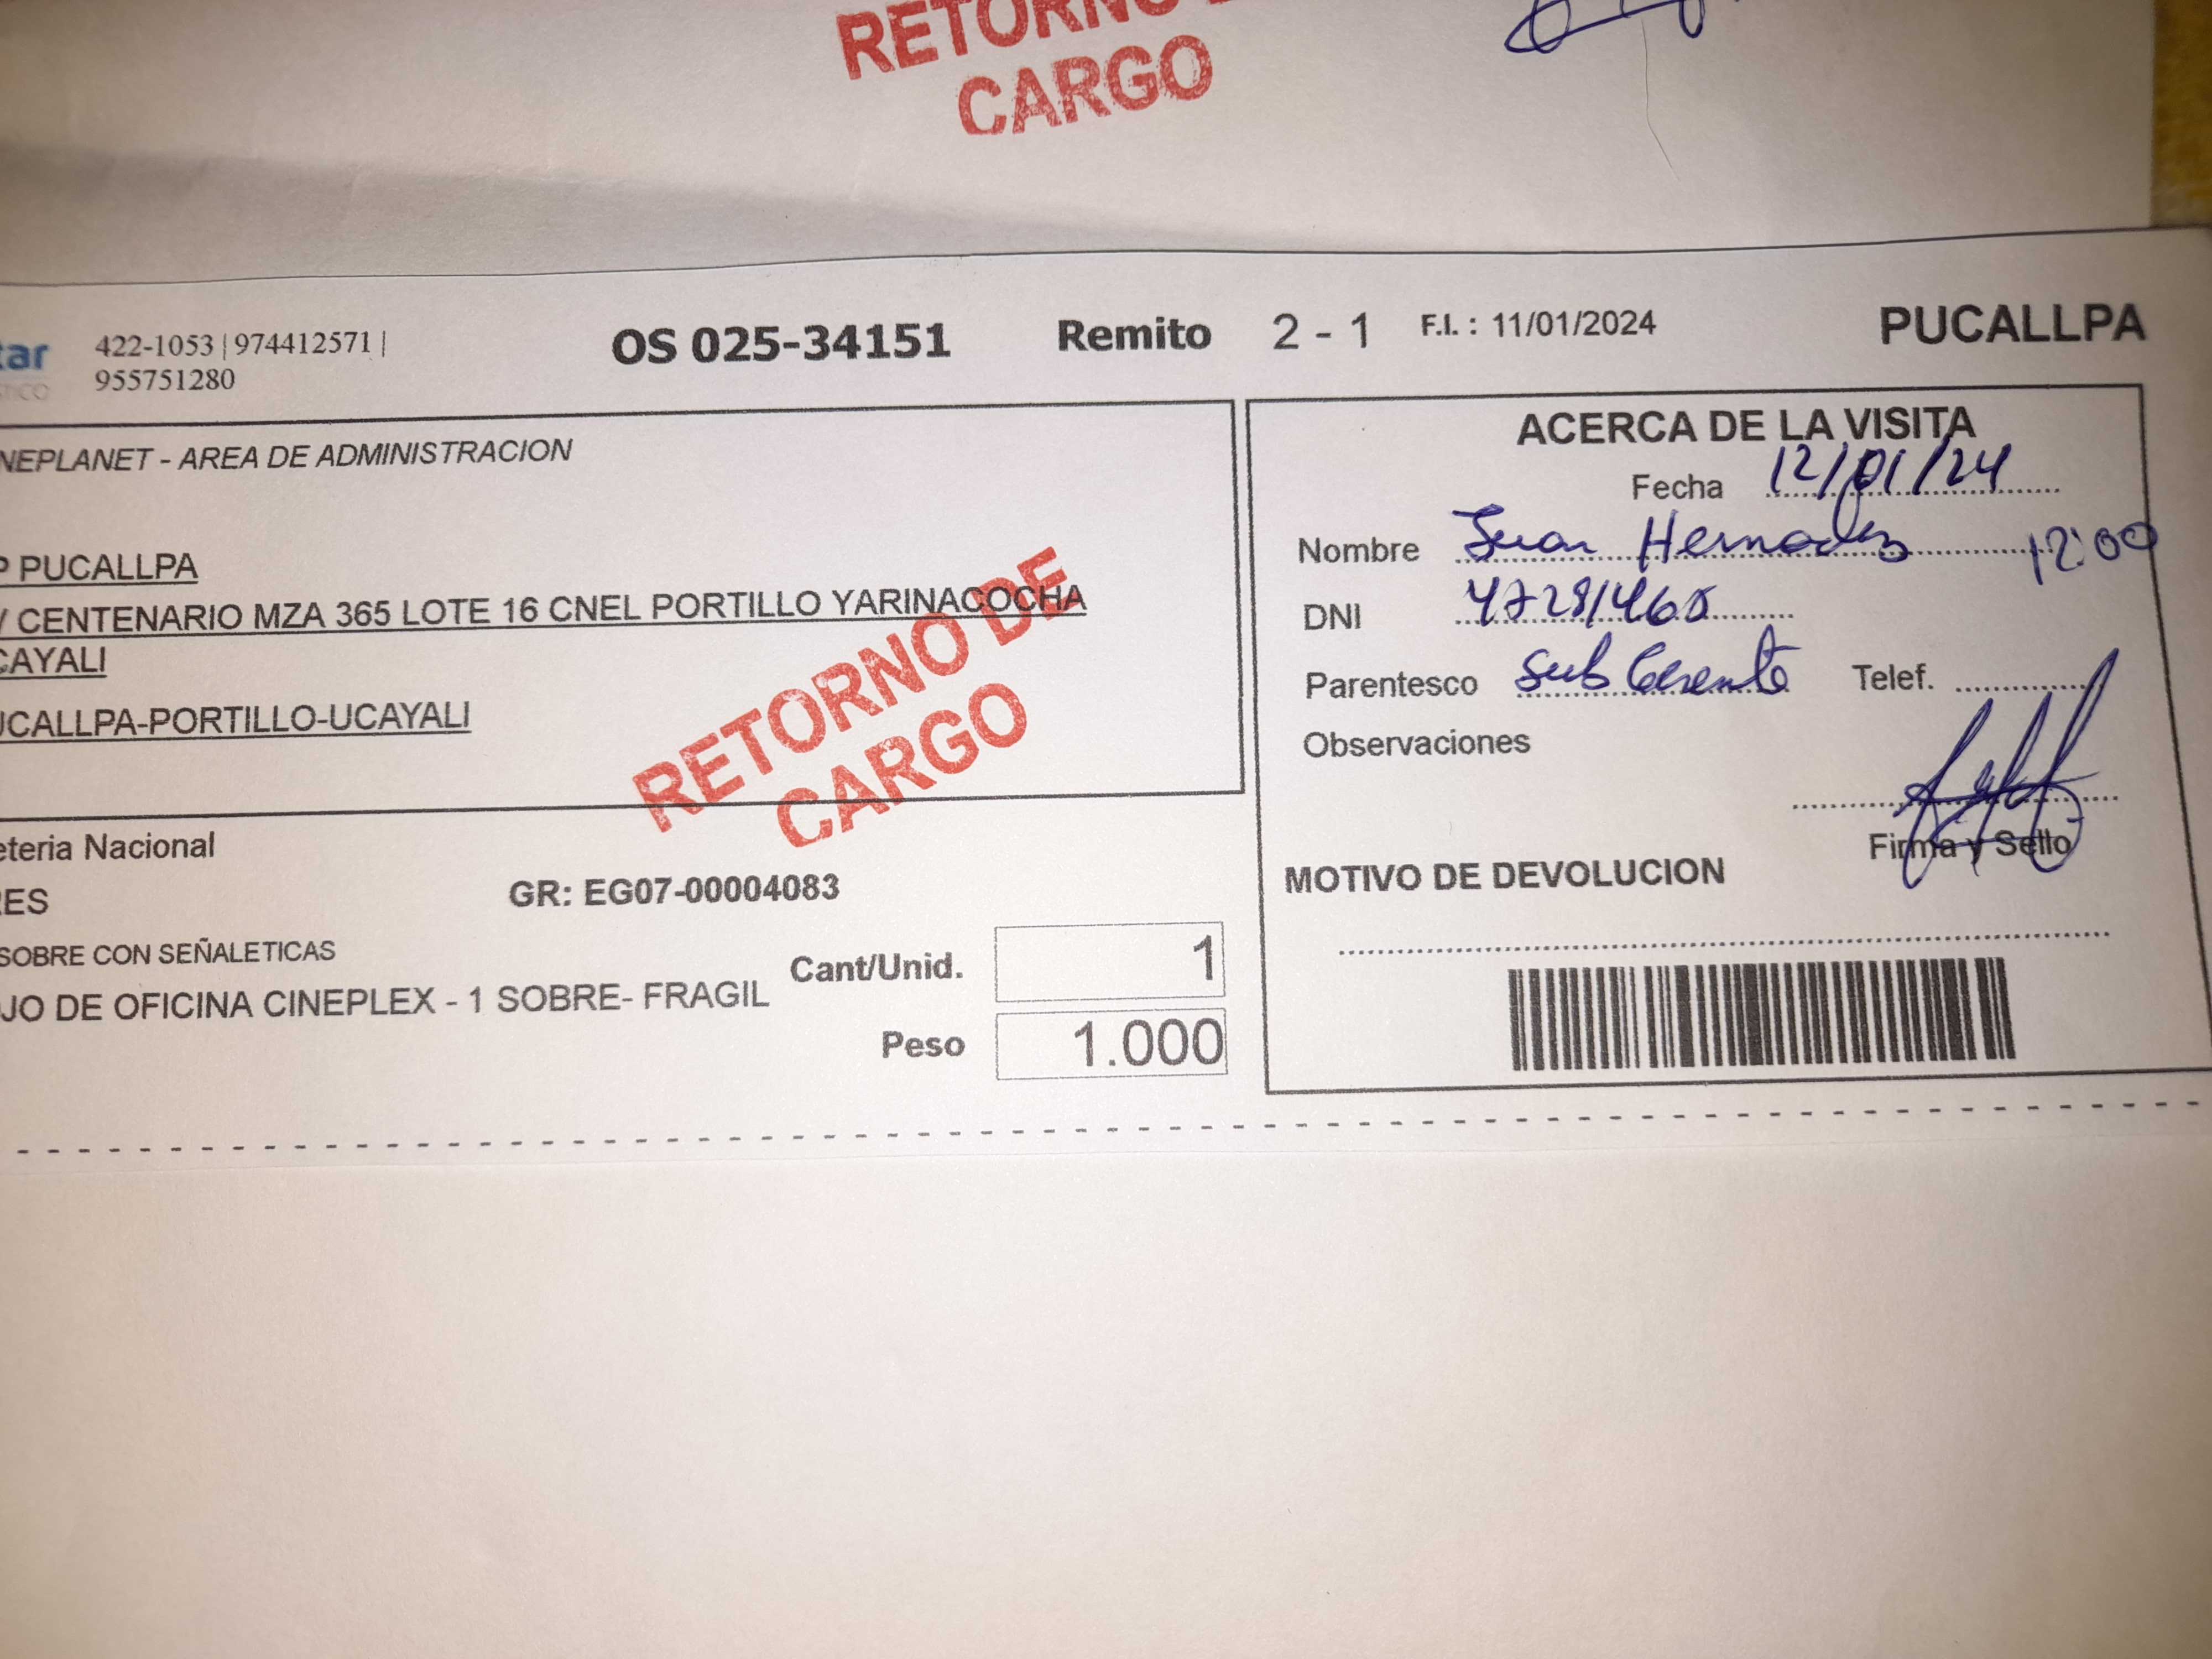 RETORNO
CARGO
tar
422-1053 | 974412571 |
955751280
OS 025-34151
Remito 2 - 1
F.I. : 11/01/2024
PUCALLPA
NEPLANET - AREA DE ADMINISTRACION
P PUCALLPA
/ CENTENARIO MZA 365 LOTE 16 CNEL PORTILLO YARINACOCHA
CAYALI
UCALLPA-PORTILLO-UCAYALI
RETORNO DE
CARGO
eteria Nacional
RES
GR: EG07-00004083
SOBRE CON SEÑALETICAS
JO DE OFICINA CINEPLEX - 1 SOBRE- FRAGIL
Cant/Unid. 1
Peso 1.000
ACERCA DE LA VISITA
Fecha 12/01/24
Nombre Juan Hernadez 12:00
DNI
Parentesco Sub Gerente Telef.
Observaciones
Firma y Sello
MOTIVO DE DEVOLUCION